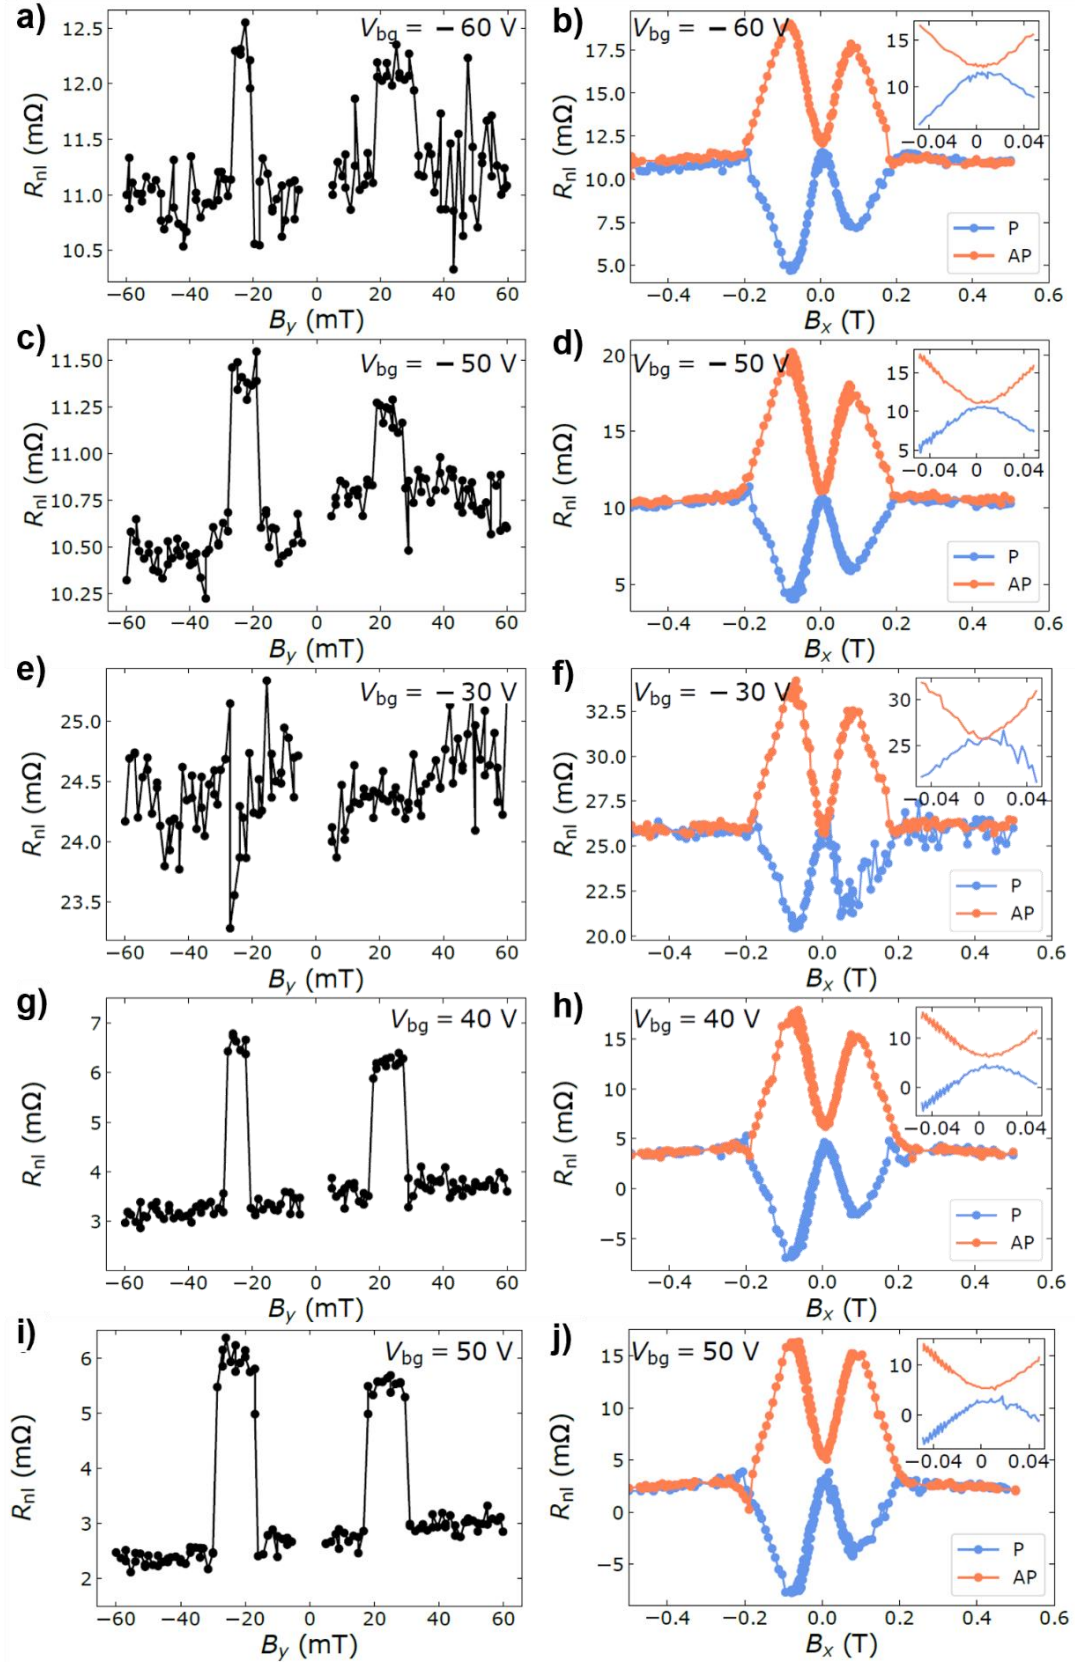 a)
V_bg = −60 V
12.5
12.0
11.5
11.0
10.5
R_nl (mΩ)
−60 −40 −20 0 20 40 60
B_y (mT)
b)
V_bg = −60 V
17.5
15.0
12.5
10.0
7.5
5.0
R_nl (mΩ)
15
10
−0.04 0 0.04
P
AP
−0.4 −0.2 0.0 0.2 0.4 0.6
B_x (T)
c)
V_bg = −50 V
11.50
11.25
11.00
10.75
10.50
10.25
R_nl (mΩ)
−60 −40 −20 0 20 40 60
B_y (mT)
d)
V_bg = −50 V
20
15
10
5
R_nl (mΩ)
15
10
5
−0.04 0 0.04
P
AP
−0.4 −0.2 0.0 0.2 0.4 0.6
B_x (T)
e)
V_bg = −30 V
25.0
24.5
24.0
23.5
R_nl (mΩ)
−60 −40 −20 0 20 40 60
B_y (mT)
f)
V_bg = −30 V
32.5
30.0
27.5
25.0
22.5
20.0
R_nl (mΩ)
30
25
−0.04 0 0.04
P
AP
−0.4 −0.2 0.0 0.2 0.4 0.6
B_x (T)
g)
V_bg = 40 V
7
6
5
4
3
R_nl (mΩ)
−60 −40 −20 0 20 40 60
B_y (mT)
h)
V_bg = 40 V
15
10
5
0
−5
R_nl (mΩ)
10
0
−0.04 0 0.04
P
AP
−0.4 −0.2 0.0 0.2 0.4 0.6
B_x (T)
i)
V_bg = 50 V
6
5
4
3
2
R_nl (mΩ)
−60 −40 −20 0 20 40 60
B_y (mT)
j)
V_bg = 50 V
15
10
5
0
−5
R_nl (mΩ)
10
0
−0.04 0 0.04
P
AP
−0.4 −0.2 0.0 0.2 0.4 0.6
B_x (T)